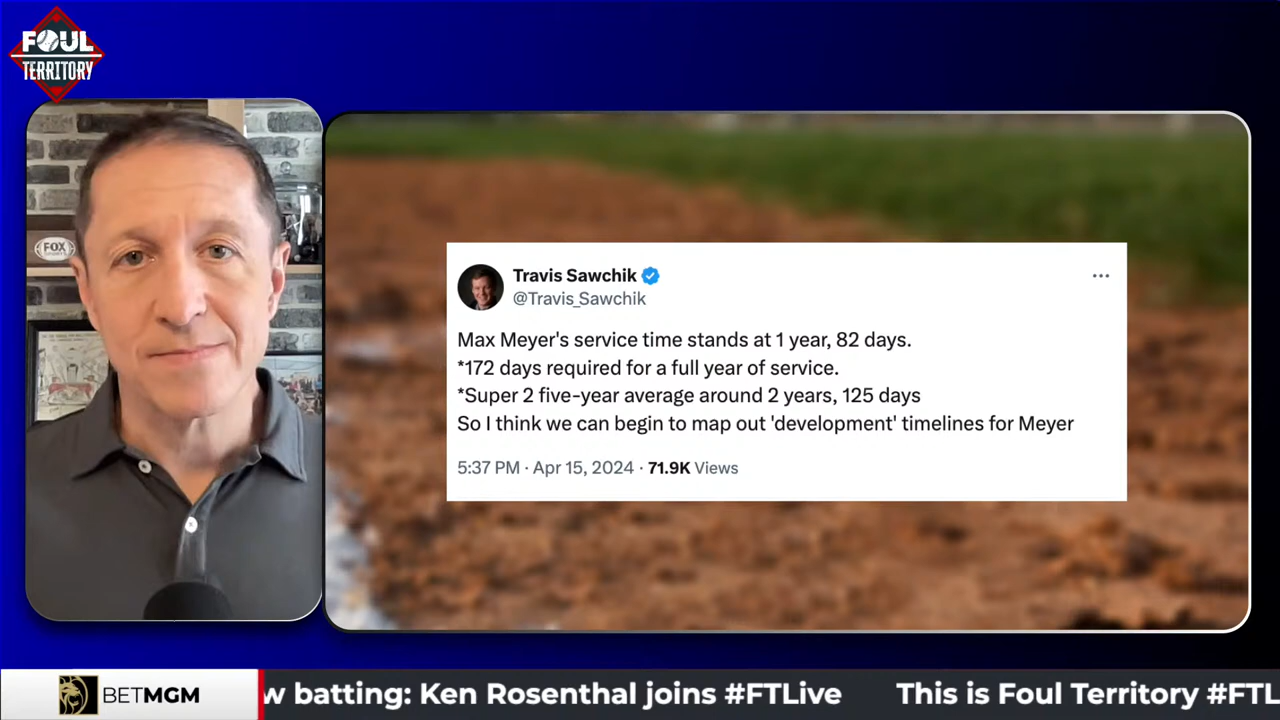 FOUL
TERRITORY
FOX
Travis Sawchik
@Travis_Sawchik
Max Meyer's service time stands at 1 year, 82 days.
*172 days required for a full year of service.
*Super 2 five-year average around 2 years, 125 days
So I think we can begin to map out 'development' timelines for Meyer
5:37 PM · Apr 15, 2024 · 71.9K Views
BETMGM
w batting: Ken Rosenthal joins #FTLive This is Foul Territory #FTL